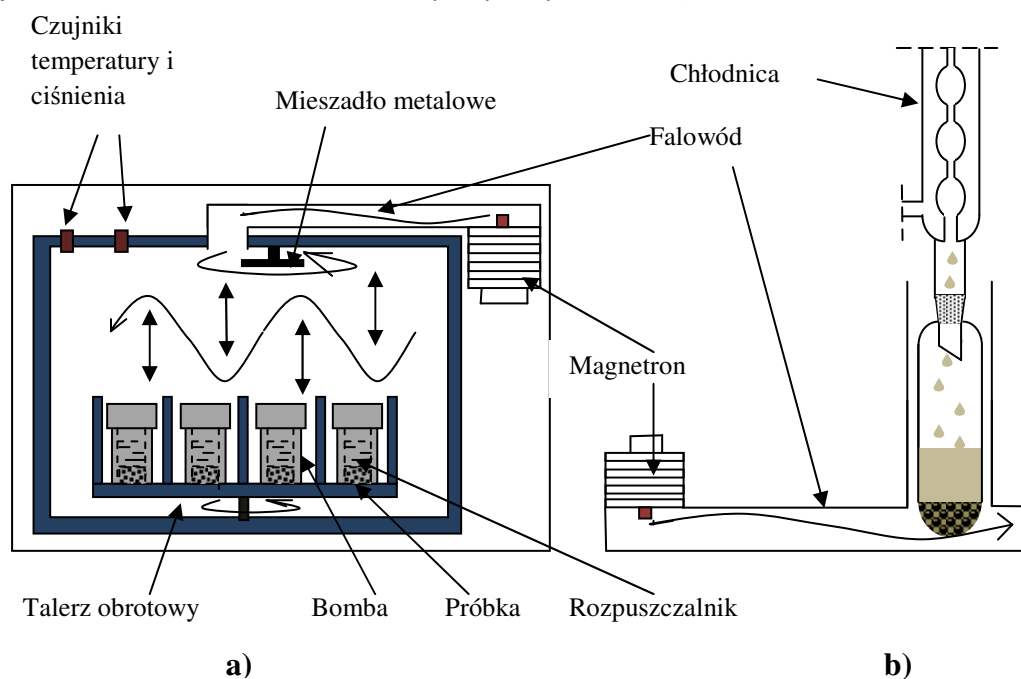 Czujniki
temperatury i
ciśnienia
Mieszadło metalowe
Chłodnica
Falowód
Magnetron
Talerz obrotowy
Bomba
Próbka
Rozpuszczalnik
a)
b)